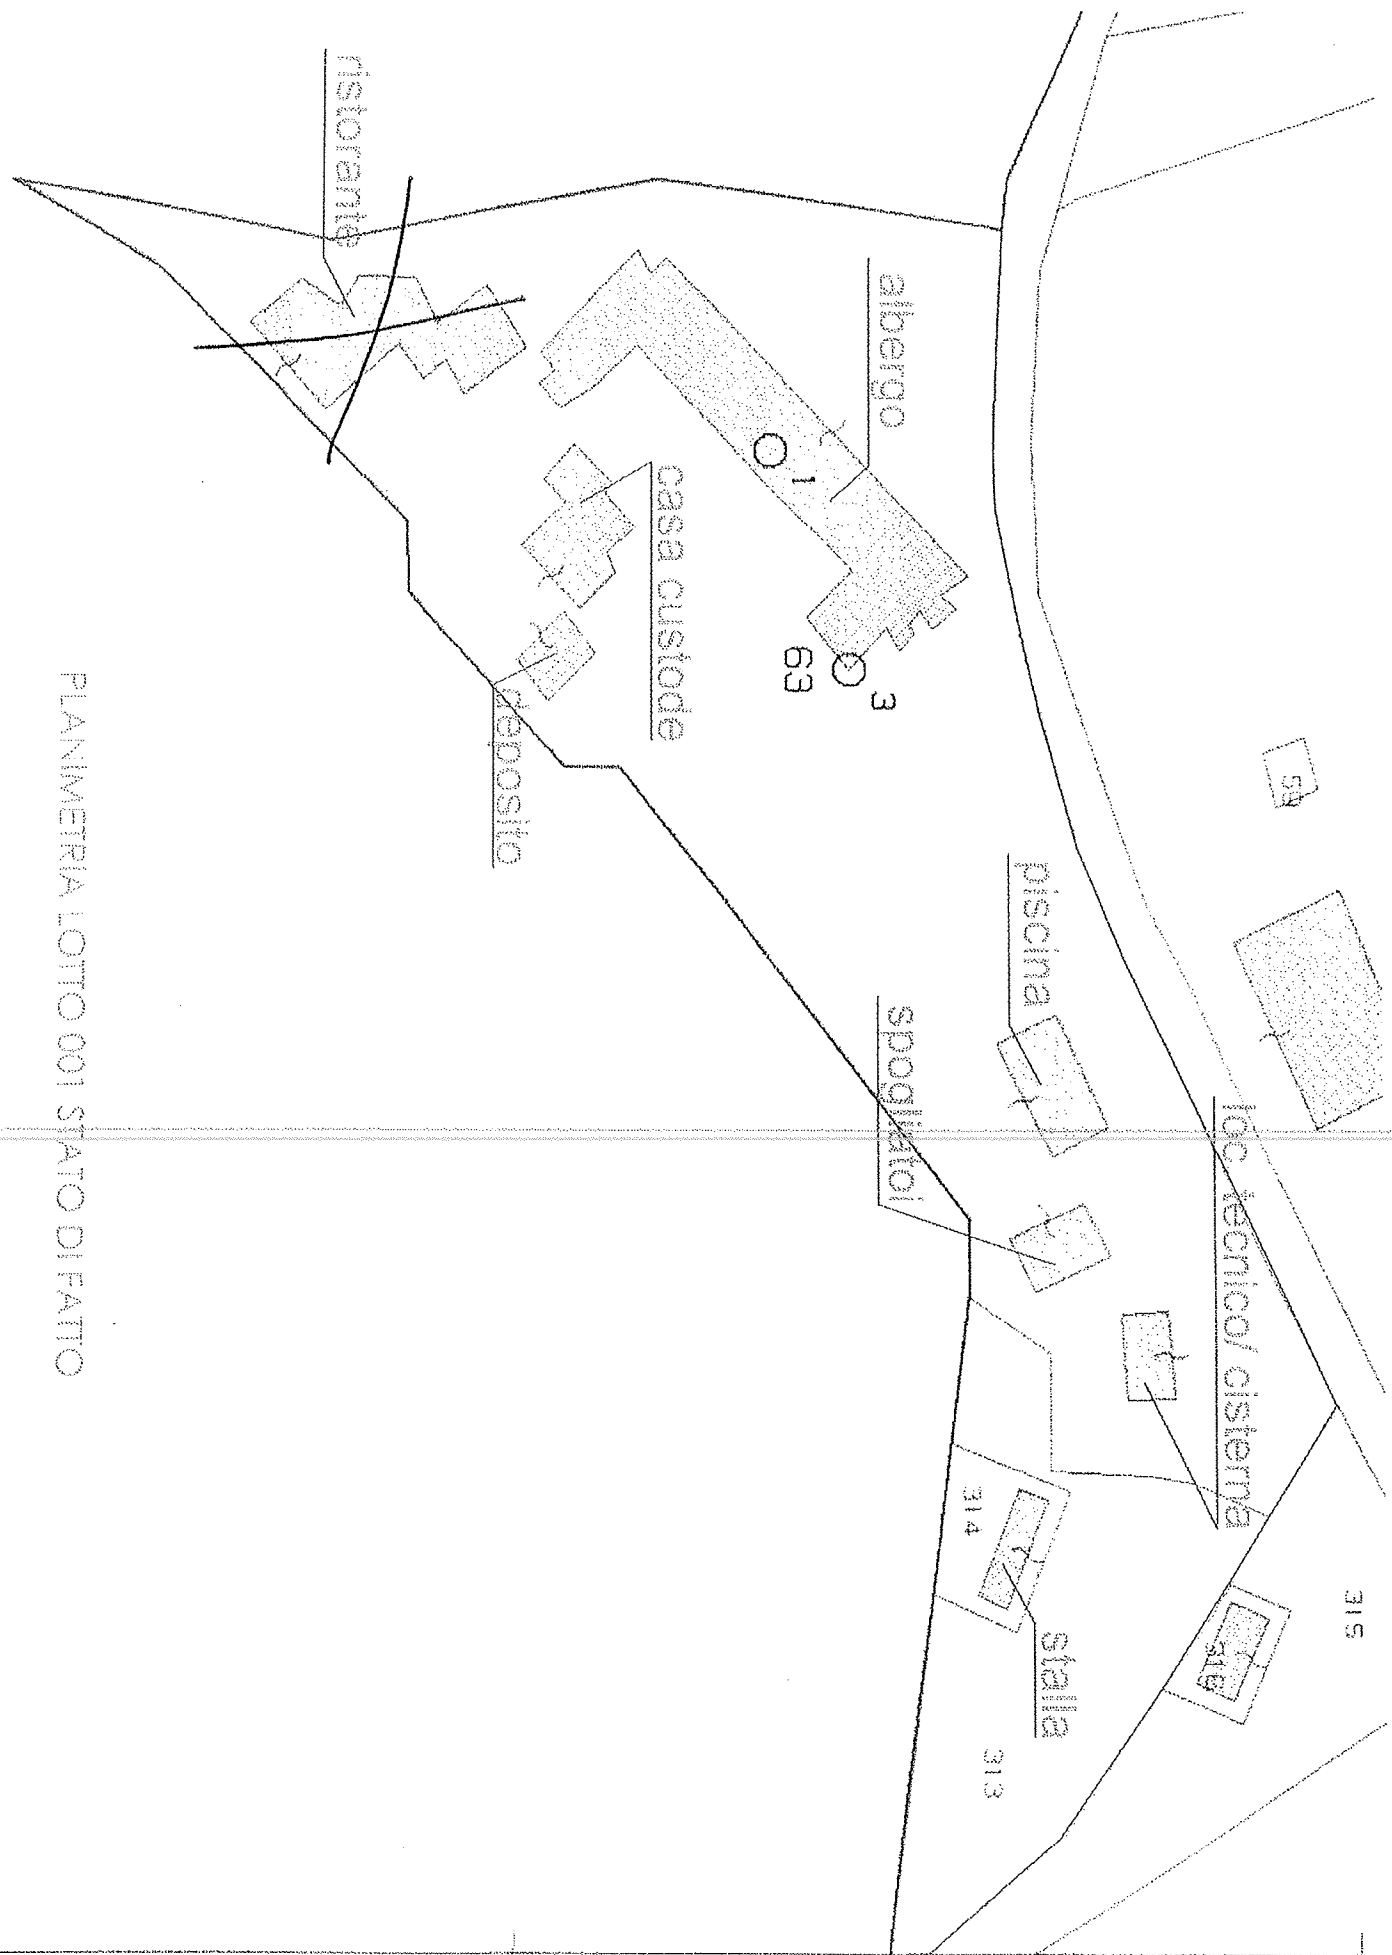 ristorante
albergo
1
casa custode
63
3
deposito
59
piscina
spogliatoi
loc. tecnico/ cisterna
314
stalla
313
315
316
PLANIMETRIA LOTTO 001 STATO DI FATTO